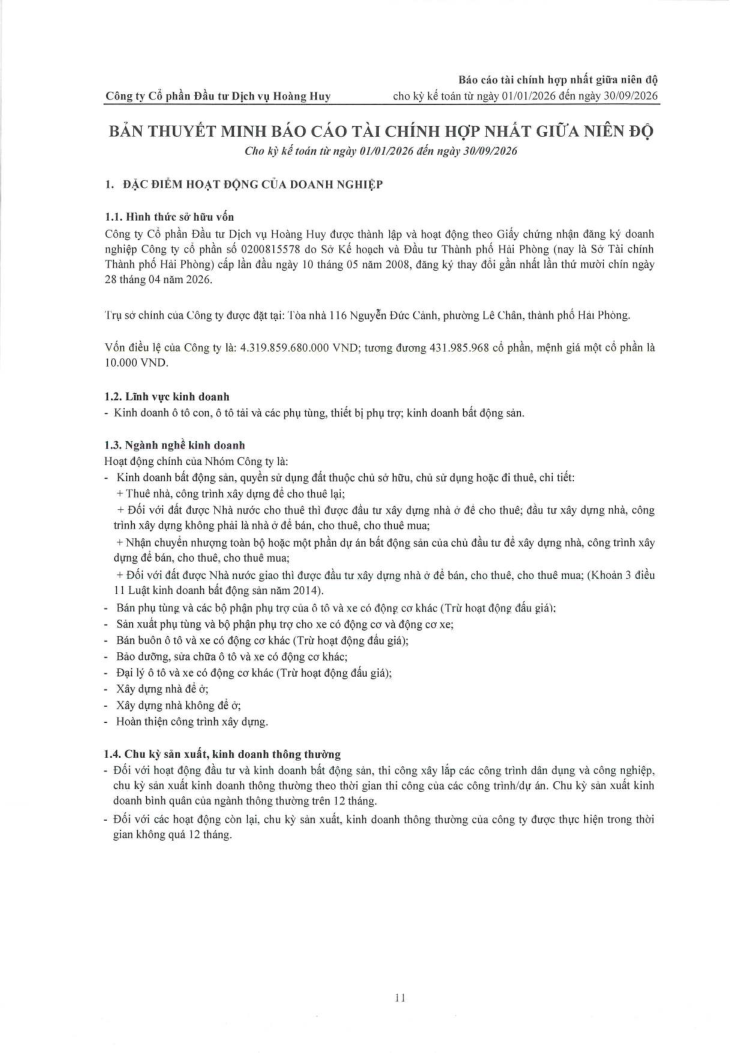 Báo cáo tài chính hợp nhất giữa niên độ
Công ty Cổ phần Đầu tư Dịch vụ Hoàng Huy cho kỳ kế toán từ ngày 01/01/2026 đến ngày 30/09/2026
BẢN THUYẾT MINH BÁO CÁO TÀI CHÍNH HỢP NHẤT GIỮA NIÊN ĐỘ
Cho kỳ kế toán từ ngày 01/01/2026 đến ngày 30/09/2026
1. ĐẶC ĐIỂM HOẠT ĐỘNG CỦA DOANH NGHIỆP
1.1. Hình thức sở hữu vốn
Công ty Cổ phần Đầu tư Dịch vụ Hoàng Huy được thành lập và hoạt động theo Giấy chứng nhận đăng ký doanh
nghiệp Công ty cổ phần số 0200815578 do Sở Kế hoạch và Đầu tư Thành phố Hải Phòng (nay là Sở Tài chính
Thành phố Hải Phòng) cấp lần đầu ngày 10 tháng 05 năm 2008, đăng ký thay đổi gần nhất lần thứ mười chín ngày
28 tháng 04 năm 2026.
Trụ sở chính của Công ty được đặt tại: Tòa nhà 116 Nguyễn Đức Cảnh, phường Lê Chân, thành phố Hải Phòng.
Vốn điều lệ của Công ty là: 4.319.859.680.000 VND; tương đương 431.985.968 cổ phần, mệnh giá một cổ phần là
10.000 VND.
1.2. Lĩnh vực kinh doanh
- Kinh doanh ô tô con, ô tô tải và các phụ tùng, thiết bị phụ trợ; kinh doanh bất động sản.
1.3. Ngành nghề kinh doanh
Hoạt động chính của Nhóm Công ty là:
- Kinh doanh bất động sản, quyền sử dụng đất thuộc chủ sở hữu, chủ sử dụng hoặc đi thuê, chi tiết:
+ Thuê nhà, công trình xây dựng để cho thuê lại;
+ Đối với đất được Nhà nước cho thuê thì được đầu tư xây dựng nhà ở để cho thuê; đầu tư xây dựng nhà, công
trình xây dựng không phải là nhà ở để bán, cho thuê, cho thuê mua;
+ Nhận chuyển nhượng toàn bộ hoặc một phần dự án bất động sản của chủ đầu tư để xây dựng nhà, công trình xây
dựng để bán, cho thuê, cho thuê mua;
+ Đối với đất được Nhà nước giao thì được đầu tư xây dựng nhà ở để bán, cho thuê, cho thuê mua; (Khoản 3 điều
11 Luật kinh doanh bất động sản năm 2014).
- Bán phụ tùng và các bộ phận phụ trợ của ô tô và xe có động cơ khác (Trừ hoạt động đấu giá);
- Sản xuất phụ tùng và bộ phận phụ trợ cho xe có động cơ và động cơ xe;
- Bán buôn ô tô và xe có động cơ khác (Trừ hoạt động đấu giá);
- Bảo dưỡng, sửa chữa ô tô và xe có động cơ khác;
- Đại lý ô tô và xe có động cơ khác (Trừ hoạt động đấu giá);
- Xây dựng nhà để ở;
- Xây dựng nhà không để ở;
- Hoàn thiện công trình xây dựng.
1.4. Chu kỳ sản xuất, kinh doanh thông thường
- Đối với hoạt động đầu tư và kinh doanh bất động sản, thi công xây lắp các công trình dân dụng và công nghiệp,
chu kỳ sản xuất kinh doanh thông thường theo thời gian thi công của các công trình/dự án. Chu kỳ sản xuất kinh
doanh bình quân của ngành thông thường trên 12 tháng.
- Đối với các hoạt động còn lại, chu kỳ sản xuất, kinh doanh thông thường của công ty được thực hiện trong thời
gian không quá 12 tháng.
11